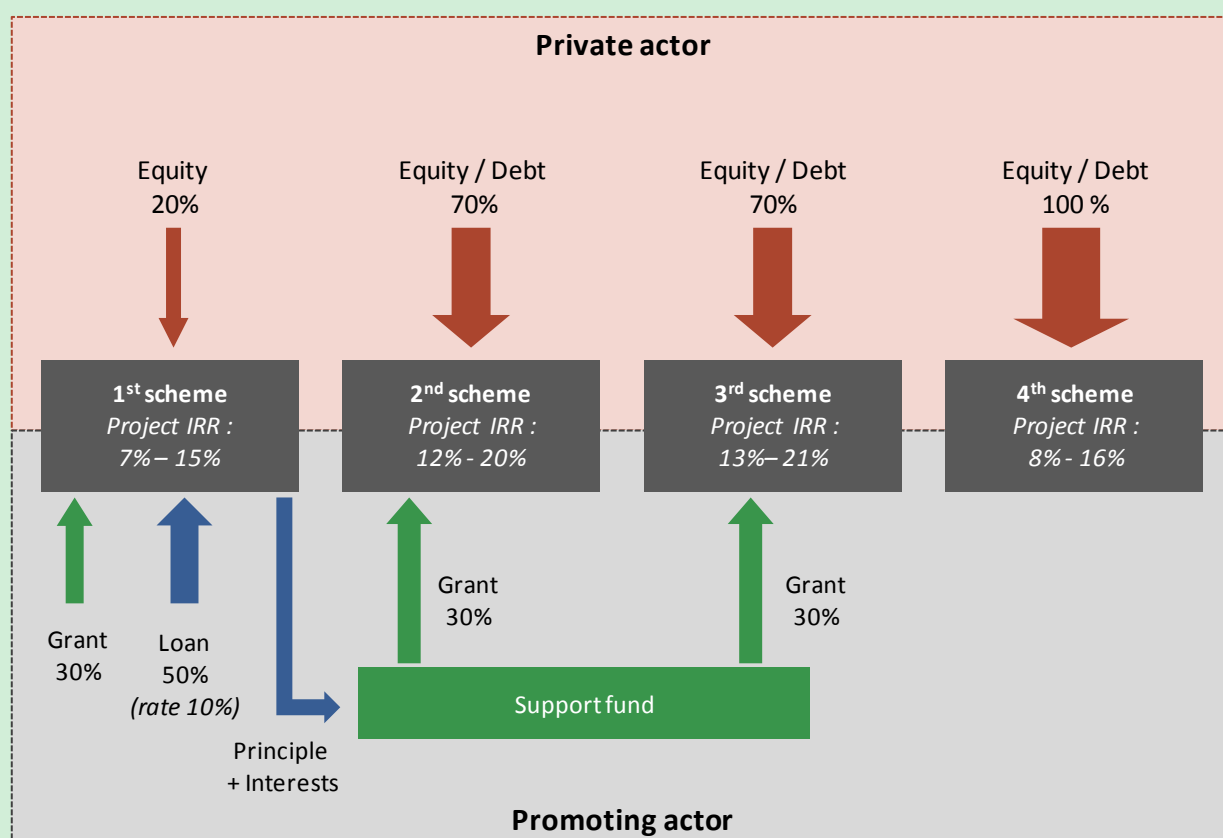 Private actor
Equity
20%
Equity / Debt
70%
Equity / Debt
70%
Equity / Debt
100 %
1st scheme
Project IRR :
7% – 15%
2nd scheme
Project IRR :
12% - 20%
3rd scheme
Project IRR :
13% – 21%
4th scheme
Project IRR :
8% - 16%
Grant
30%
Loan
50%
(rate 10%)
Grant
30%
Grant
30%
Support fund
Principle
+ Interests
Promoting actor